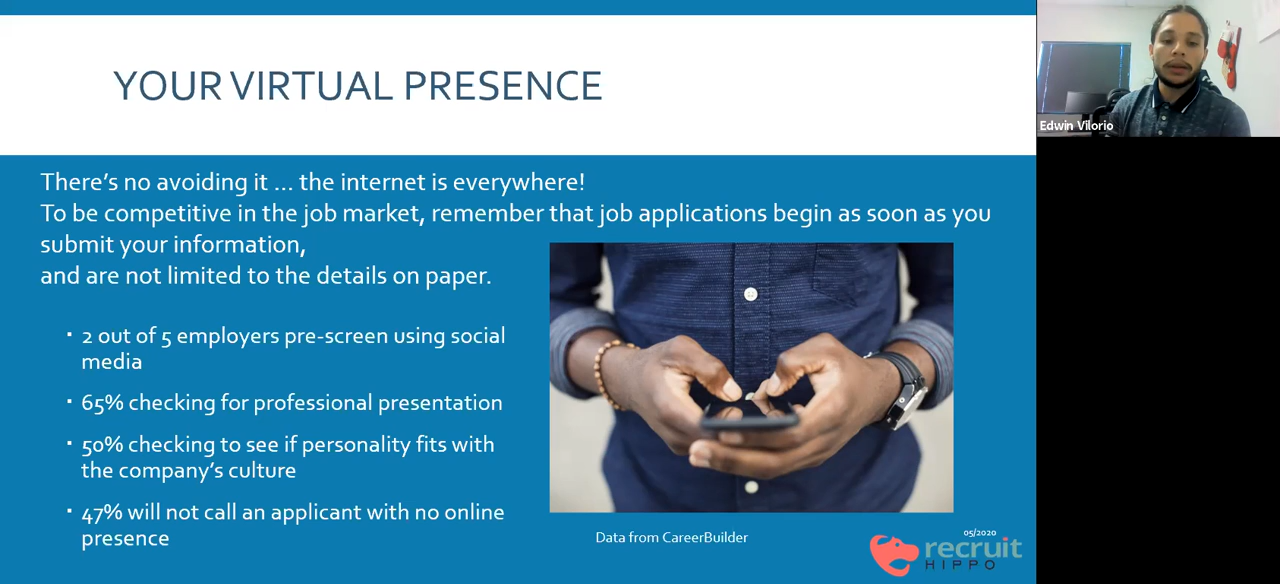 YOUR VIRTUAL PRESENCE
Edwin Vilorio
There's no avoiding it ... the internet is everywhere!
To be competitive in the job market, remember that job applications begin as soon as you
submit your information,
and are not limited to the details on paper.
▪ 2 out of 5 employers pre-screen using social
media
▪ 65% checking for professional presentation
▪ 50% checking to see if personality fits with
the company's culture
▪ 47% will not call an applicant with no online
presence
Data from CareerBuilder
05/2020
recruit
HIPPO